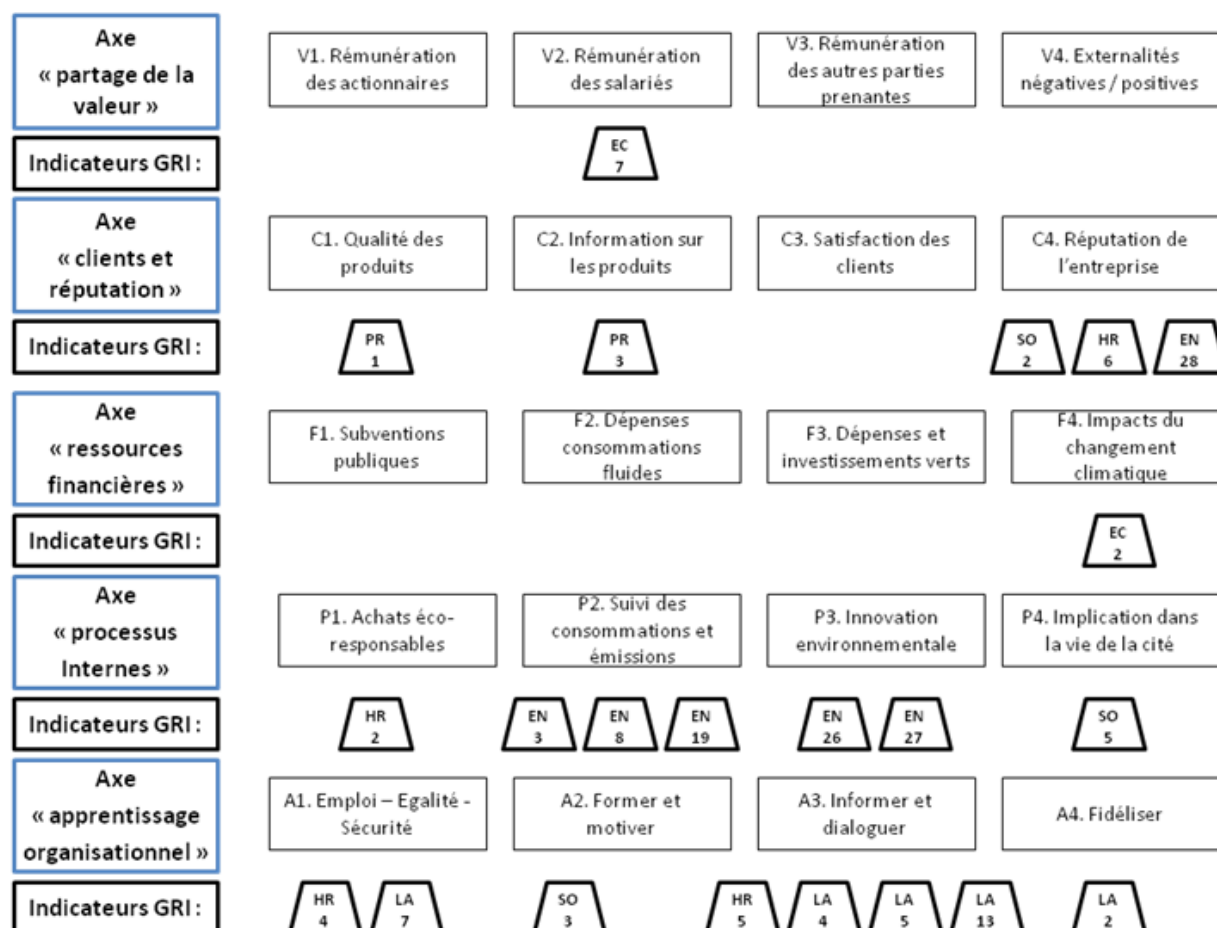 Axe
« partage de la
valeur »
V1. Rémunération
des actionnaires
V2. Rémunération
des salariés
V3. Rémunération
des autres parties
prenantes
V4. Externalités
négatives / positives
Indicateurs GRI :
EC
7
Axe
« clients et
réputation »
C1. Qualité des
produits
C2. Information sur
les produits
C3. Satisfaction des
clients
C4. Réputation de
l'entreprise
Indicateurs GRI :
PR
1
PR
3
SO
2
HR
6
EN
28
Axe
« ressources
financières »
F1. Subventions
publiques
F2. Dépenses
consommations
fluides
F3. Dépenses et
investissements verts
F4. Impacts du
changement
climatique
Indicateurs GRI :
EC
2
Axe
« processus
Internes »
P1. Achats éco-
responsables
P2. Suivi des
consommations et
émissions
P3. Innovation
environnementale
P4. Implication dans
la vie de la cité
Indicateurs GRI :
HR
2
EN
3
EN
8
EN
19
EN
26
EN
27
SO
5
Axe
« apprentissage
organisationnel »
A1. Emploi – Egalité -
Sécurité
A2. Former et
motiver
A3. Informer et
dialoguer
A4. Fidéliser
Indicateurs GRI :
HR
4
LA
7
SO
3
HR
5
LA
4
LA
5
LA
13
LA
2